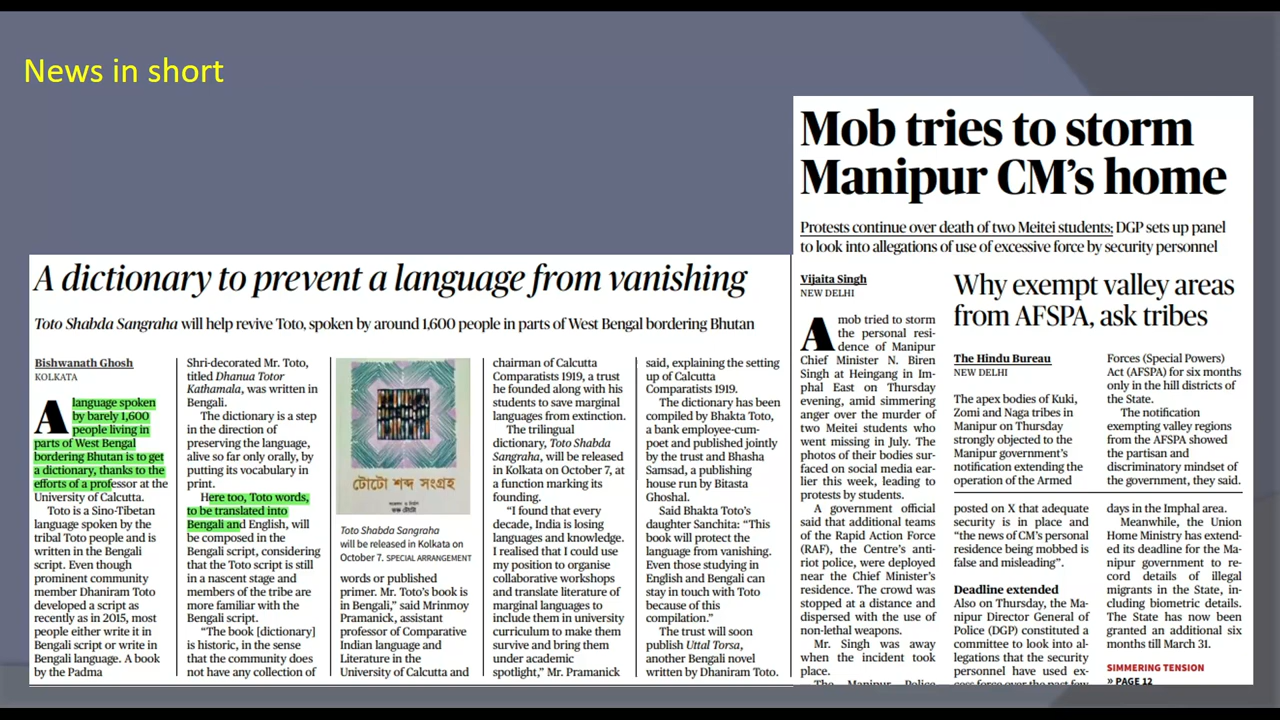 News in short
A dictionary to prevent a language from vanishing
Toto Shabda Sangraha will help revive Toto, spoken by around 1,600 people in parts of West Bengal bordering Bhutan
Bishwanath Ghosh
KOLKATA
A language spoken
by barely 1,600
people living in
parts of West Bengal
bordering Bhutan is to get
a dictionary, thanks to the
efforts of a professor at the
University of Calcutta.
Toto is a Sino-Tibetan
language spoken by the
tribal Toto people and is
written in the Bengali
script. Even though
prominent community
member Dhaniram Toto
developed a script as
recently as in 2015, most
people either write it in
Bengali script or write in
Bengali language. A book
by the Padma
Shri-decorated Mr. Toto,
titled Dhanua Totor
Kathamala, was written in
Bengali.
The dictionary is a step
in the direction of
preserving the language,
alive so far only orally, by
putting its vocabulary in
print.
Here too, Toto words,
to be translated into
Bengali and English, will
be composed in the
Bengali script, considering
that the Toto script is still
in a nascent stage and
members of the tribe are
more familiar with the
Bengali script.
“The book [dictionary]
is historic, in the sense
that the community does
not have any collection of
টোটো শব্দ সংগ্রহ
Toto Shabda Sangraha
will be released in Kolkata on
October 7. SPECIAL ARRANGEMENT
words or published
primer. Mr. Toto’s book is
in Bengali,” said Mrinmoy
Pramanick, assistant
professor of Comparative
Indian language and
Literature in the
University of Calcutta and
chairman of Calcutta
Comparatists 1919, a trust
he founded along with his
students to save marginal
languages from extinction.
The trilingual
dictionary, Toto Shabda
Sangraha, will be released
in Kolkata on October 7, at
a function marking its
founding.
“I found that every
decade, India is losing
languages and knowledge.
I realised that I could use
my position to organise
collaborative workshops
and translate literature of
marginal languages to
include them in university
curriculum to make them
survive and bring them
under academic
spotlight,” Mr. Pramanick
said, explaining the setting
up of Calcutta
Comparatists 1919.
The dictionary has been
compiled by Bhakta Toto,
a bank employee-cum-
poet and published jointly
by the trust and Bhasha
Samsad, a publishing
house run by Bitasta
Ghoshal.
Said Bhakta Toto’s
daughter Sanchita: “This
book will protect the
language from vanishing.
Even those studying in
English and Bengali can
stay in touch with Toto
because of this
compilation.”
The trust will soon
publish Uttal Torsa,
another Bengali novel
written by Dhaniram Toto.
Mob tries to storm
Manipur CM’s home
Protests continue over death of two Meitei students; DGP sets up panel
to look into allegations of use of excessive force by security personnel
Vijaita Singh
NEW DELHI
A mob tried to storm
the personal resi-
dence of Manipur
Chief Minister N. Biren
Singh at Heingang in Im-
phal East on Thursday
evening, amid simmering
anger over the murder of
two Meitei students who
went missing in July. The
photos of their bodies sur-
faced on social media ear-
lier this week, leading to
protests by students.
A government official
said that additional teams
of the Rapid Action Force
(RAF), the Centre’s anti-
riot police, were deployed
near the Chief Minister’s
residence. The crowd was
stopped at a distance and
dispersed with the use of
non-lethal weapons.
Mr. Singh was away
when the incident took
place.
The Manipur Police
Why exempt valley areas
from AFSPA, ask tribes
The Hindu Bureau
NEW DELHI
The apex bodies of Kuki,
Zomi and Naga tribes in
Manipur on Thursday
strongly objected to the
Manipur government’s
notification extending the
operation of the Armed
Forces (Special Powers)
Act (AFSPA) for six months
only in the hill districts of
the State.
The notification
exempting valley regions
from the AFSPA showed
the partisan and
discriminatory mindset of
the government, they said.
posted on X that adequate
security is in place and
“the news of CM’s personal
residence being mobbed is
false and misleading”.
Deadline extended
Also on Thursday, the Ma-
nipur Director General of
Police (DGP) constituted a
committee to look into al-
legations that the security
personnel have used ex-
cess force over the past few
days in the Imphal area.
Meanwhile, the Union
Home Ministry has extend-
ed its deadline for the Ma-
nipur government to re-
cord details of illegal
migrants in the State, in-
cluding biometric details.
The State has now been
granted an additional six
months till March 31.
SIMMERING TENSION
» PAGE 12